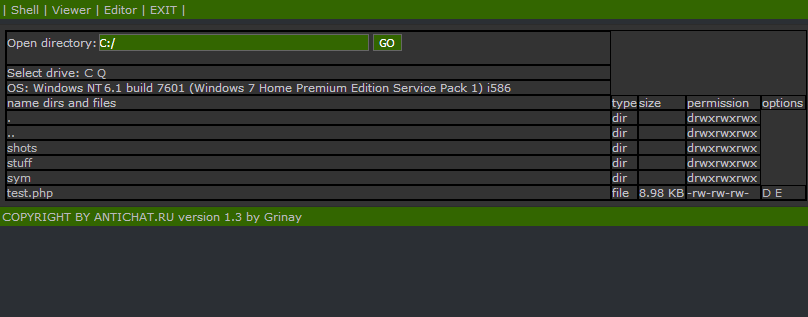 | Shell | Viewer | Editor | EXIT |
Open directory: C:/ GO
Select drive: C Q
OS: Windows NT 6.1 build 7601 (Windows 7 Home Premium Edition Service Pack 1) i586
name dirs and files type size permission options
. dir drwxrwxrwx
.. dir drwxrwxrwx
shots dir drwxrwxrwx
stuff dir drwxrwxrwx
sym dir drwxrwxrwx
test.php file 8.98 KB -rw-rw-rw- D E
COPYRIGHT BY ANTICHAT.RU version 1.3 by Grinay